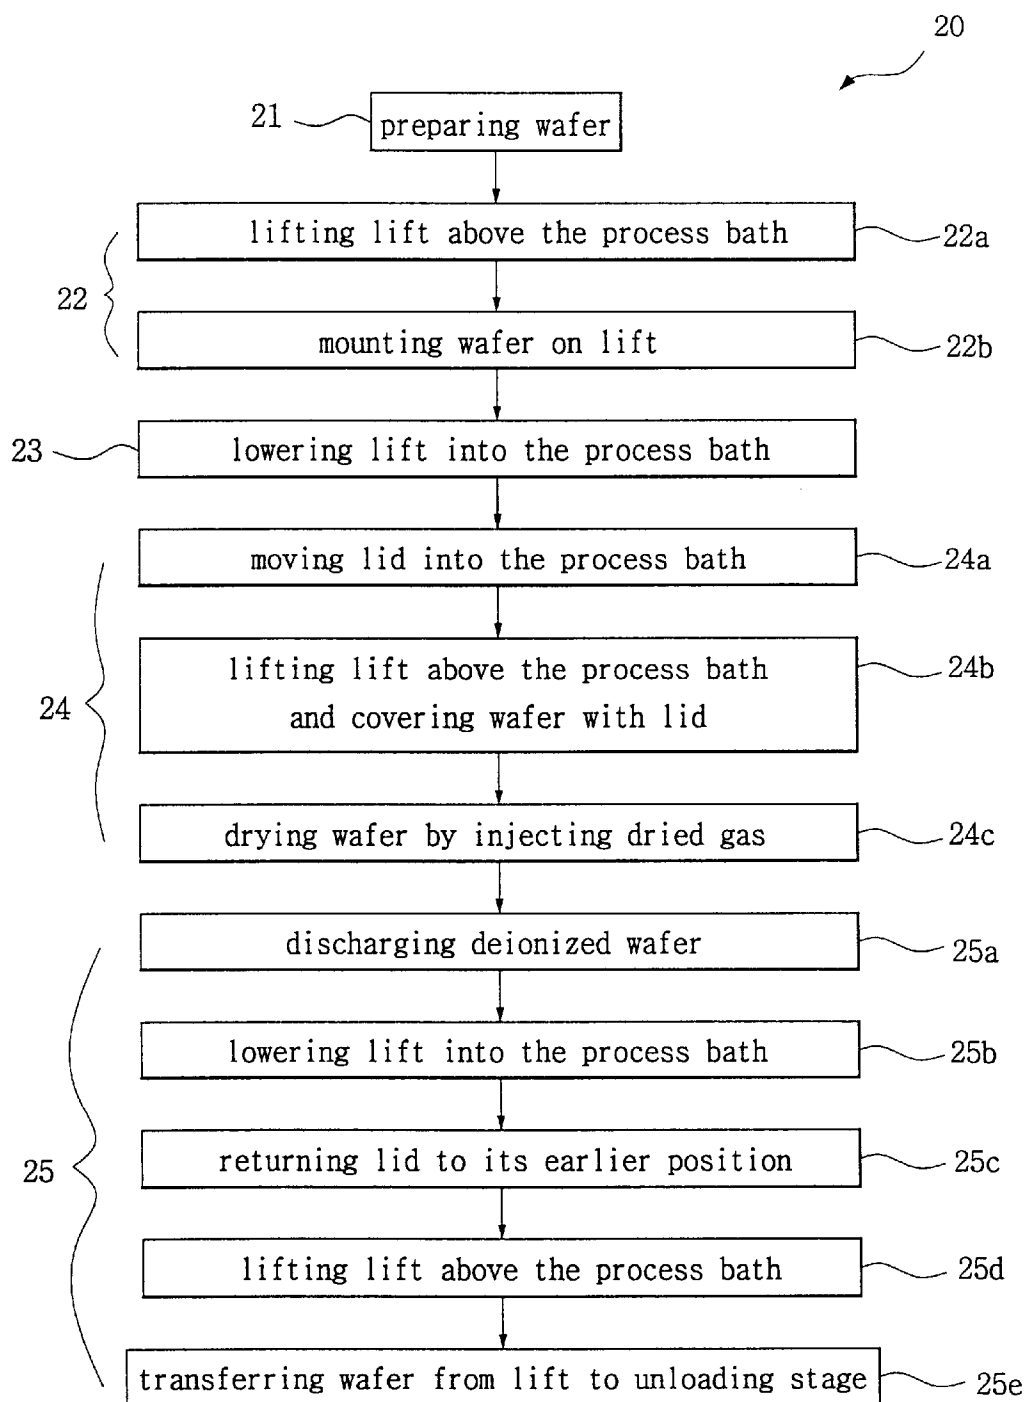 20
21
preparing wafer
lifting lift above the process bath
22a
22
mounting wafer on lift
22b
23
lowering lift into the process bath
moving lid into the process bath
24a
lifting lift above the process bath
24b
24
and covering wafer with lid
drying wafer by injecting dried gas
24c
discharging deionized wafer
25a
lowering lift into the process bath
25b
25
returning lid to its earlier position
25c
lifting lift above the process bath
25d
transferring wafer from lift to unloading stage
25e